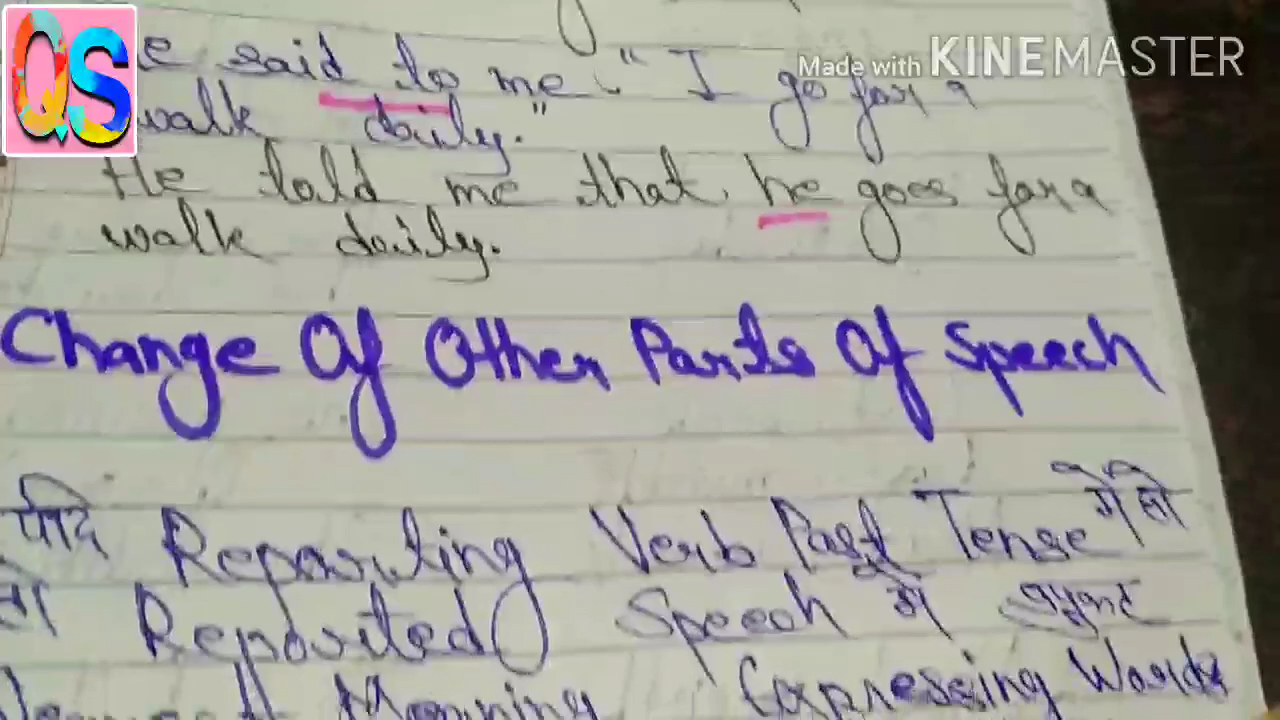 QS
Made with KINEMASTER
e said to me, " I go for a
walk daily."
He told me that he goes for a
walk daily.
Change Of Other Parts Of Speech
यदि Reporting Verb Past Tense में हो
तो Reported Speech में
Expressing Words